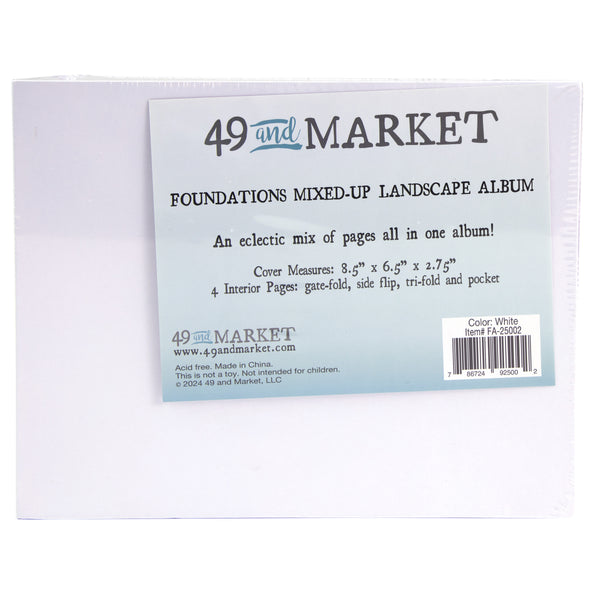 49 and MARKET
FOUNDATIONS MIXED-UP LANDSCAPE ALBUM
An eclectic mix of pages all in one album!
Cover Measures: 8.5" x 6.5" x 2.75"
4 Interior Pages: gate-fold, side flip, tri-fold and pocket
49 and MARKET
www.49andmarket.com
Acid free. Made in China.
This is not a toy. Not intended for children.
© 2024 49 and Market, LLC
Color: White
Item# FA-25002
7 86724 92500 2